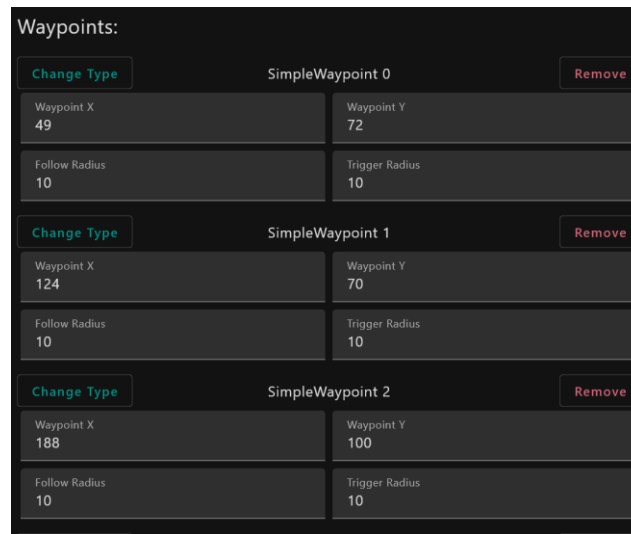 Waypoints:
Change Type SimpleWaypoint 0 Remove
Waypoint X Waypoint Y
49 72
Follow Radius Trigger Radius
10 10
Change Type SimpleWaypoint 1 Remove
Waypoint X Waypoint Y
124 70
Follow Radius Trigger Radius
10 10
Change Type SimpleWaypoint 2 Remove
Waypoint X Waypoint Y
188 100
Follow Radius Trigger Radius
10 10